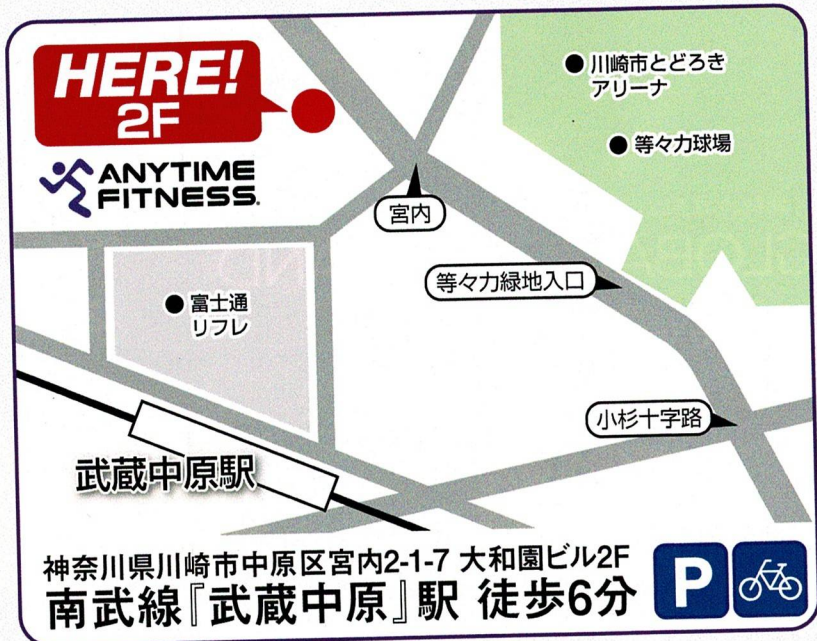 HERE!
2F
ANYTIME
FITNESS.
川崎市とどろき
アリーナ
等々力球場
宮内
等々力緑地入口
富士通
リフレ
小杉十字路
武蔵中原駅
神奈川県川崎市中原区宮内2-1-7 大和園ビル2F
南武線『武蔵中原』駅 徒歩6分
P